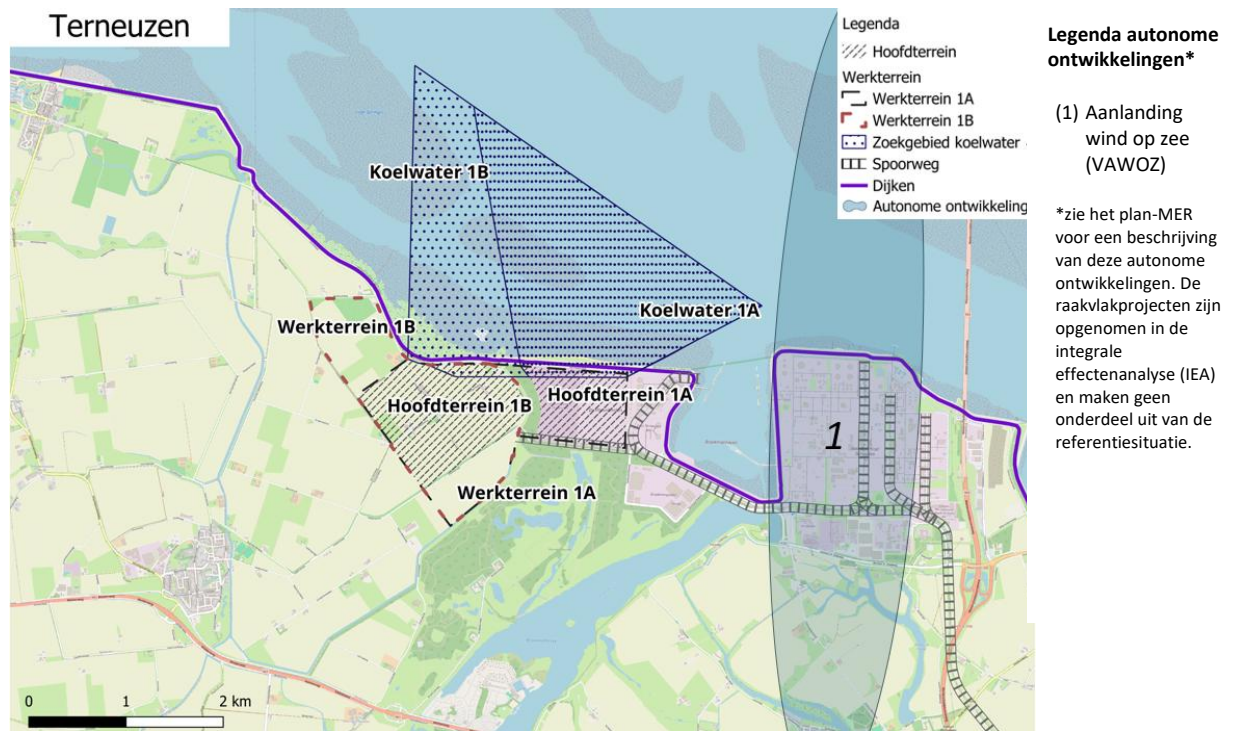 Terneuzen
Legenda
Hoofdterrein
Werkterrein
Werkterrein 1A
Werkterrein 1B
Zoekgebied koelwater
Spoorweg
Dijken
Autonome ontwikkeling
Koelwater 1B
Koelwater 1A
Werkterrein 1B
Hoofdterrein 1A
Hoofdterrein 1B
Werkterrein 1A
1
0 1 2 km
Legenda autonome
ontwikkelingen*
(1) Aanlanding
wind op zee
(VAWOZ)
*zie het plan-MER
voor een beschrijving
van deze autonome
ontwikkelingen. De
raakvlakprojecten zijn
opgenomen in de
integrale
effectenanalyse (IEA)
en maken geen
onderdeel uit van de
referentiesituatie.